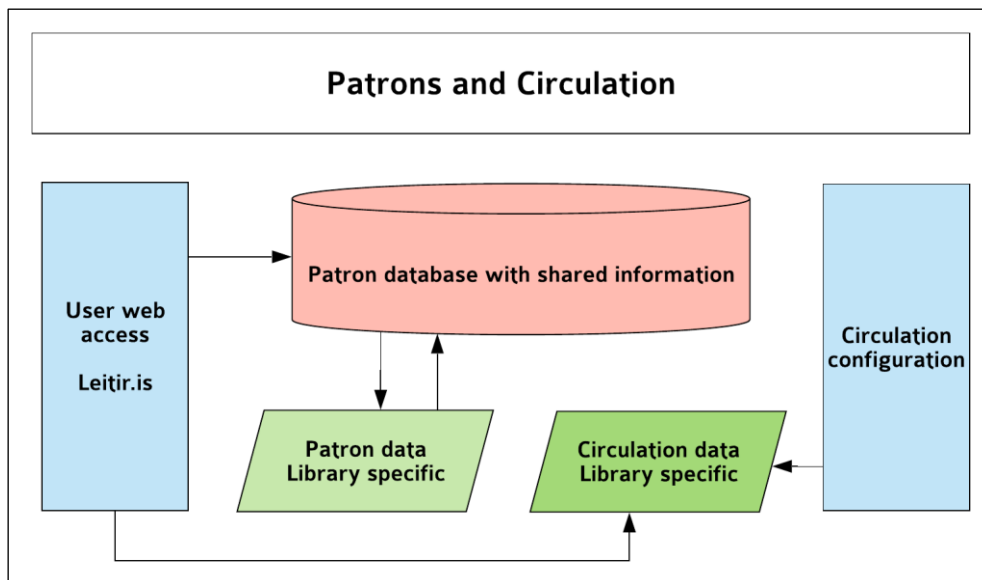 Patrons and Circulation
Patron database with shared information
User web
access
Leitir.is
Circulation
configuration
Patron data
Library specific
Circulation data
Library specific